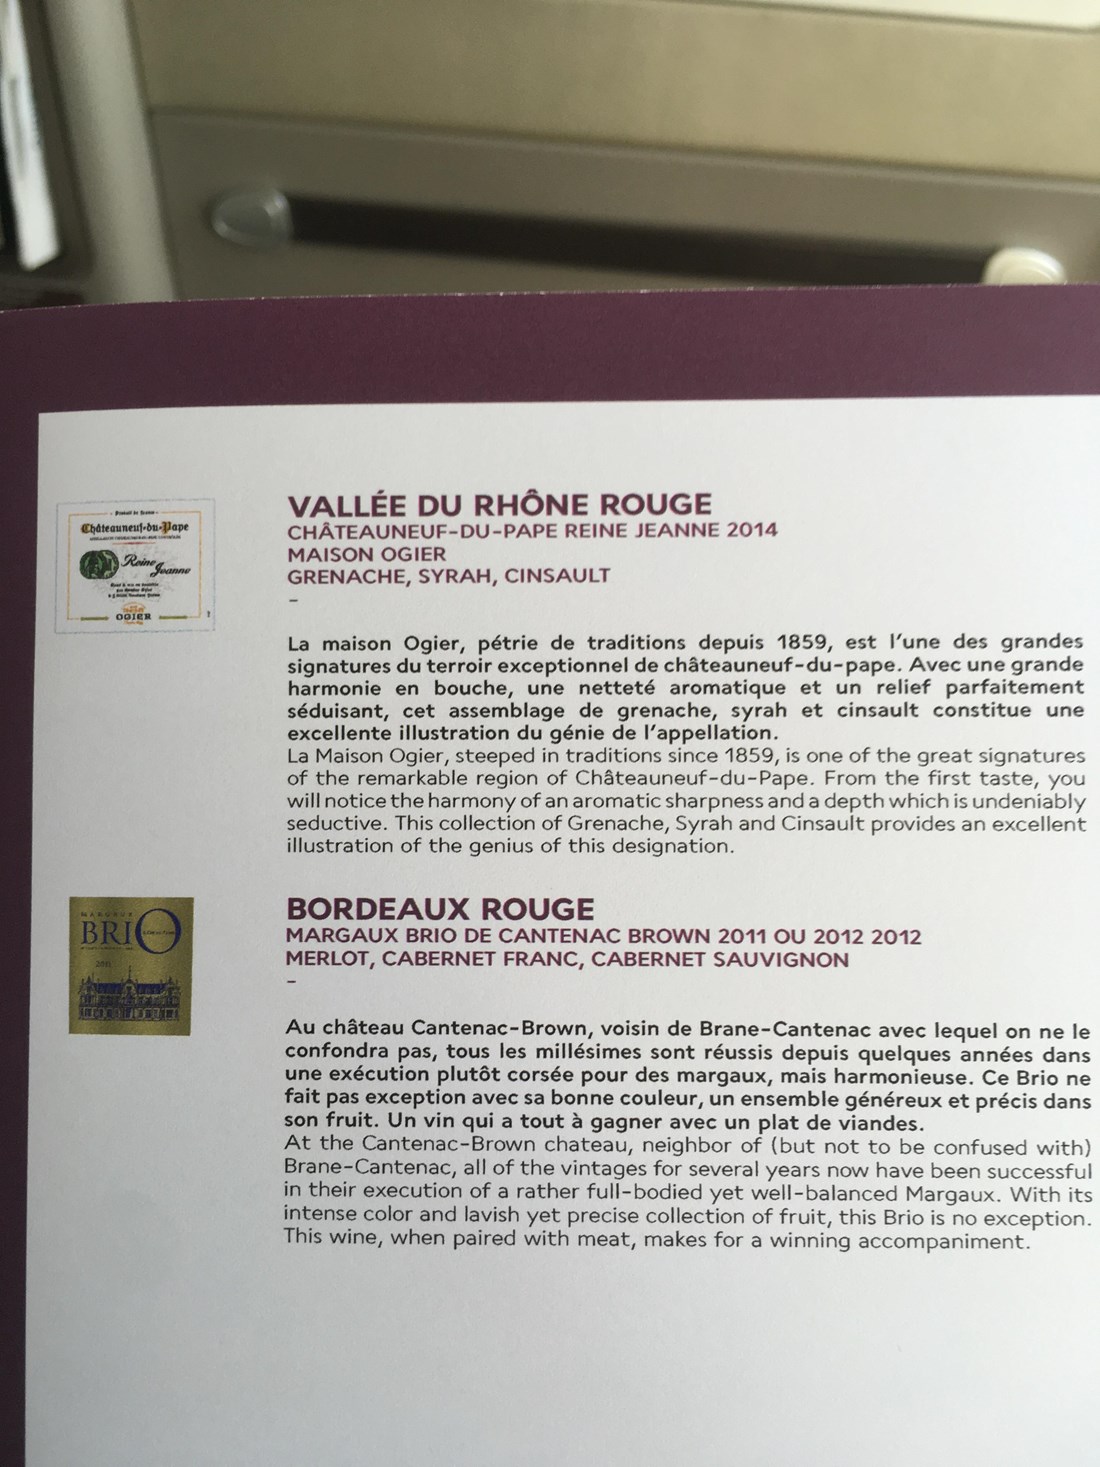 Produit de France
Châteauneuf-du-Pape
Reine
Jeanne
OGIER
VALLÉE DU RHÔNE ROUGE
CHÂTEAUNEUF-DU-PAPE REINE JEANNE 2014
MAISON OGIER
GRENACHE, SYRAH, CINSAULT
–
La maison Ogier, pétrie de traditions depuis 1859, est l'une des grandes
signatures du terroir exceptionnel de châteauneuf-du-pape. Avec une grande
harmonie en bouche, une netteté aromatique et un relief parfaitement
séduisant, cet assemblage de grenache, syrah et cinsault constitue une
excellente illustration du génie de l'appellation.
La Maison Ogier, steeped in traditions since 1859, is one of the great signatures
of the remarkable region of Châteauneuf-du-Pape. From the first taste, you
will notice the harmony of an aromatic sharpness and a depth which is undeniably
seductive. This collection of Grenache, Syrah and Cinsault provides an excellent
illustration of the genius of this designation.
MARGAUX
BRIO
2011
BORDEAUX ROUGE
MARGAUX BRIO DE CANTENAC BROWN 2011 OU 2012 2012
MERLOT, CABERNET FRANC, CABERNET SAUVIGNON
–
Au château Cantenac-Brown, voisin de Brane-Cantenac avec lequel on ne le
confondra pas, tous les millésimes sont réussis depuis quelques années dans
une exécution plutôt corsée pour des margaux, mais harmonieuse. Ce Brio ne
fait pas exception avec sa bonne couleur, un ensemble généreux et précis dans
son fruit. Un vin qui a tout à gagner avec un plat de viandes.
At the Cantenac-Brown chateau, neighbor of (but not to be confused with)
Brane-Cantenac, all of the vintages for several years now have been successful
in their execution of a rather full-bodied yet well-balanced Margaux. With its
intense color and lavish yet precise collection of fruit, this Brio is no exception.
This wine, when paired with meat, makes for a winning accompaniment.